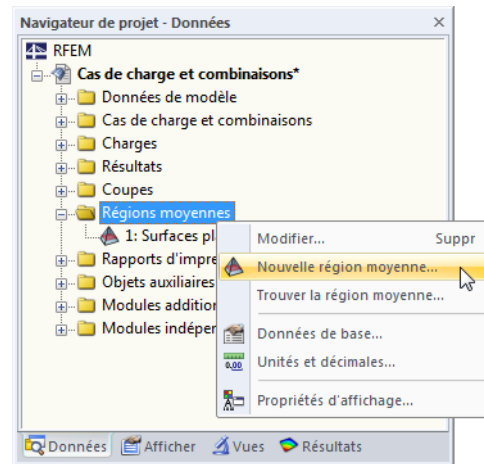 Navigateur de projet - Données
RFEM
Cas de charge et combinaisons*
Données de modèle
Cas de charge et combinaisons
Charges
Résultats
Coupes
Régions moyennes
1: Surfaces pl
Rapports d'impre
Objets auxiliaires
Modules addition
Modules indéper
Modifier... Suppr
Nouvelle région moyenne...
Trouver la région moyenne...
Données de base...
0,00 Unités et décimales...
Propriétés d'affichage...
Données Afficher Vues Résultats